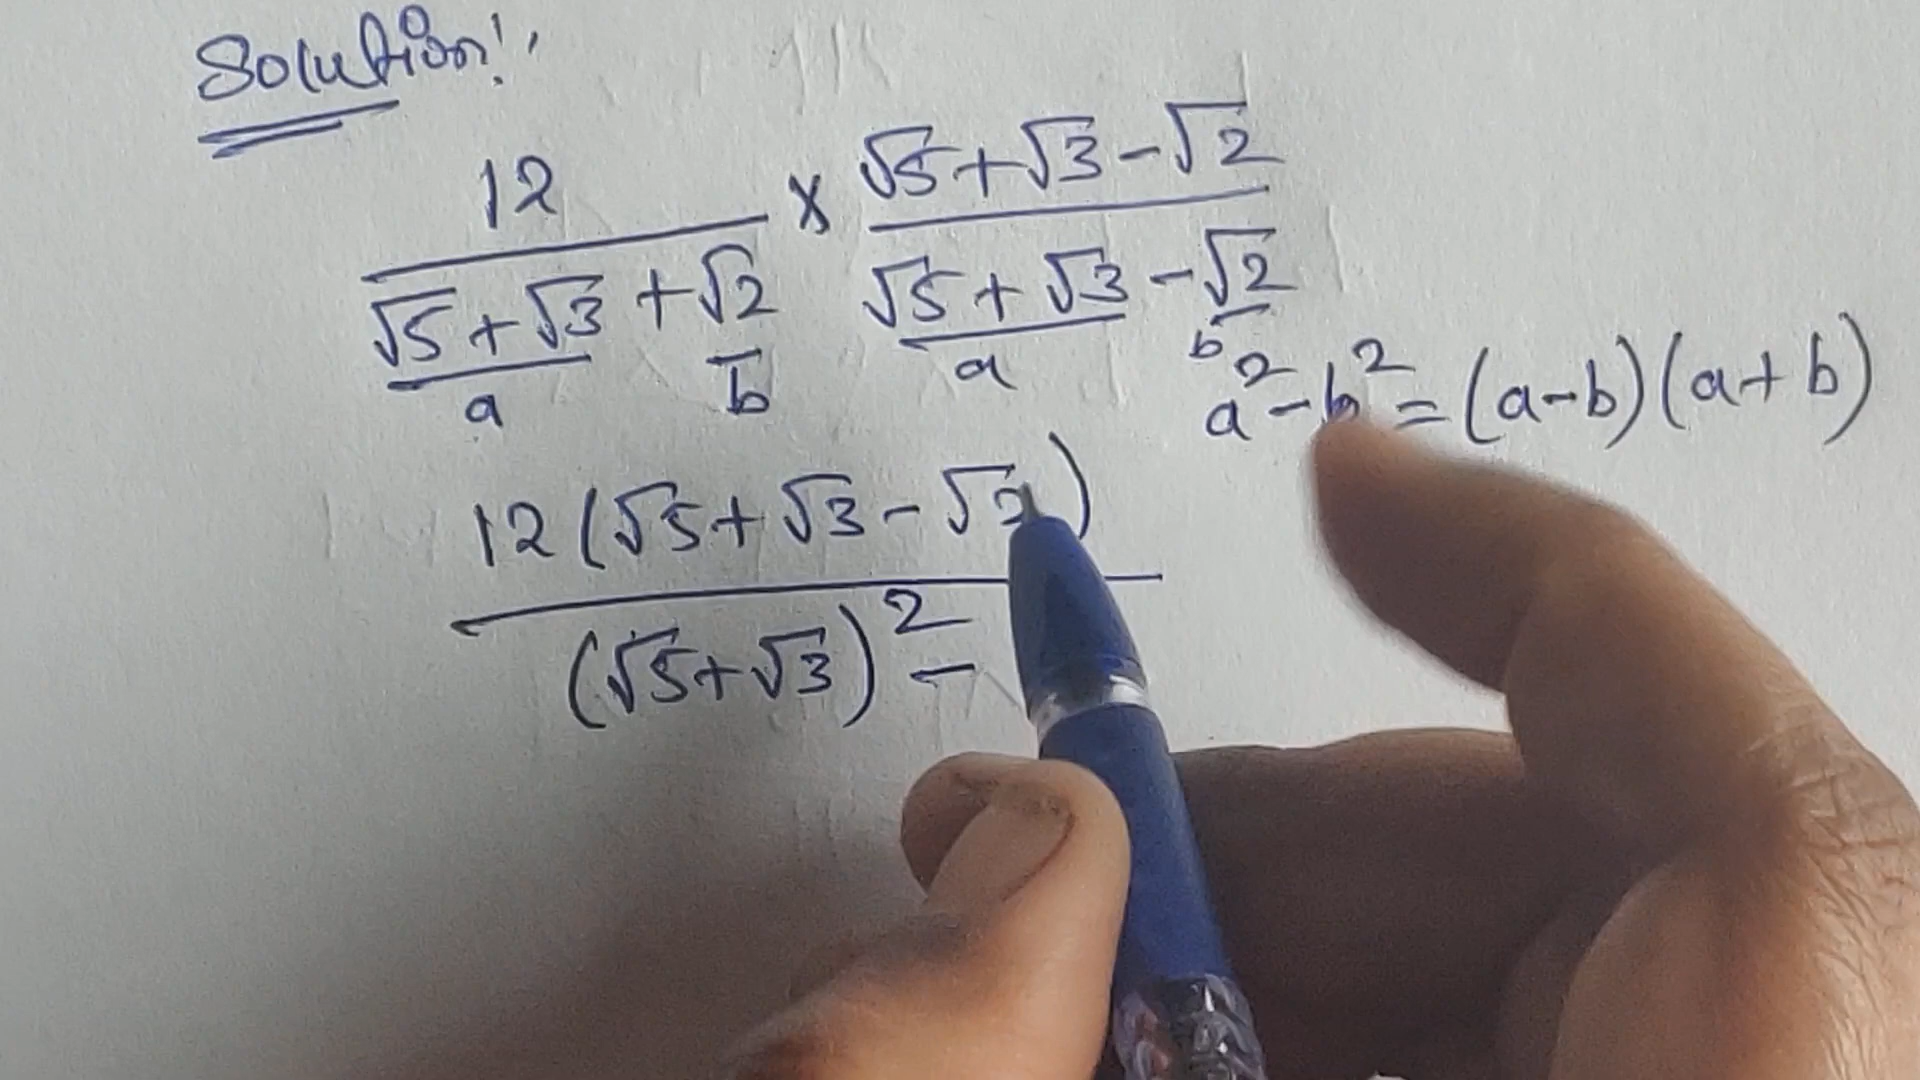 Solution:
12 / √5+√3+√2 × √5+√3-√2 / √5+√3-√2
a b a b
a²-b²=(a-b)(a+b)
12(√5+√3-√2)
(√5+√3)² -